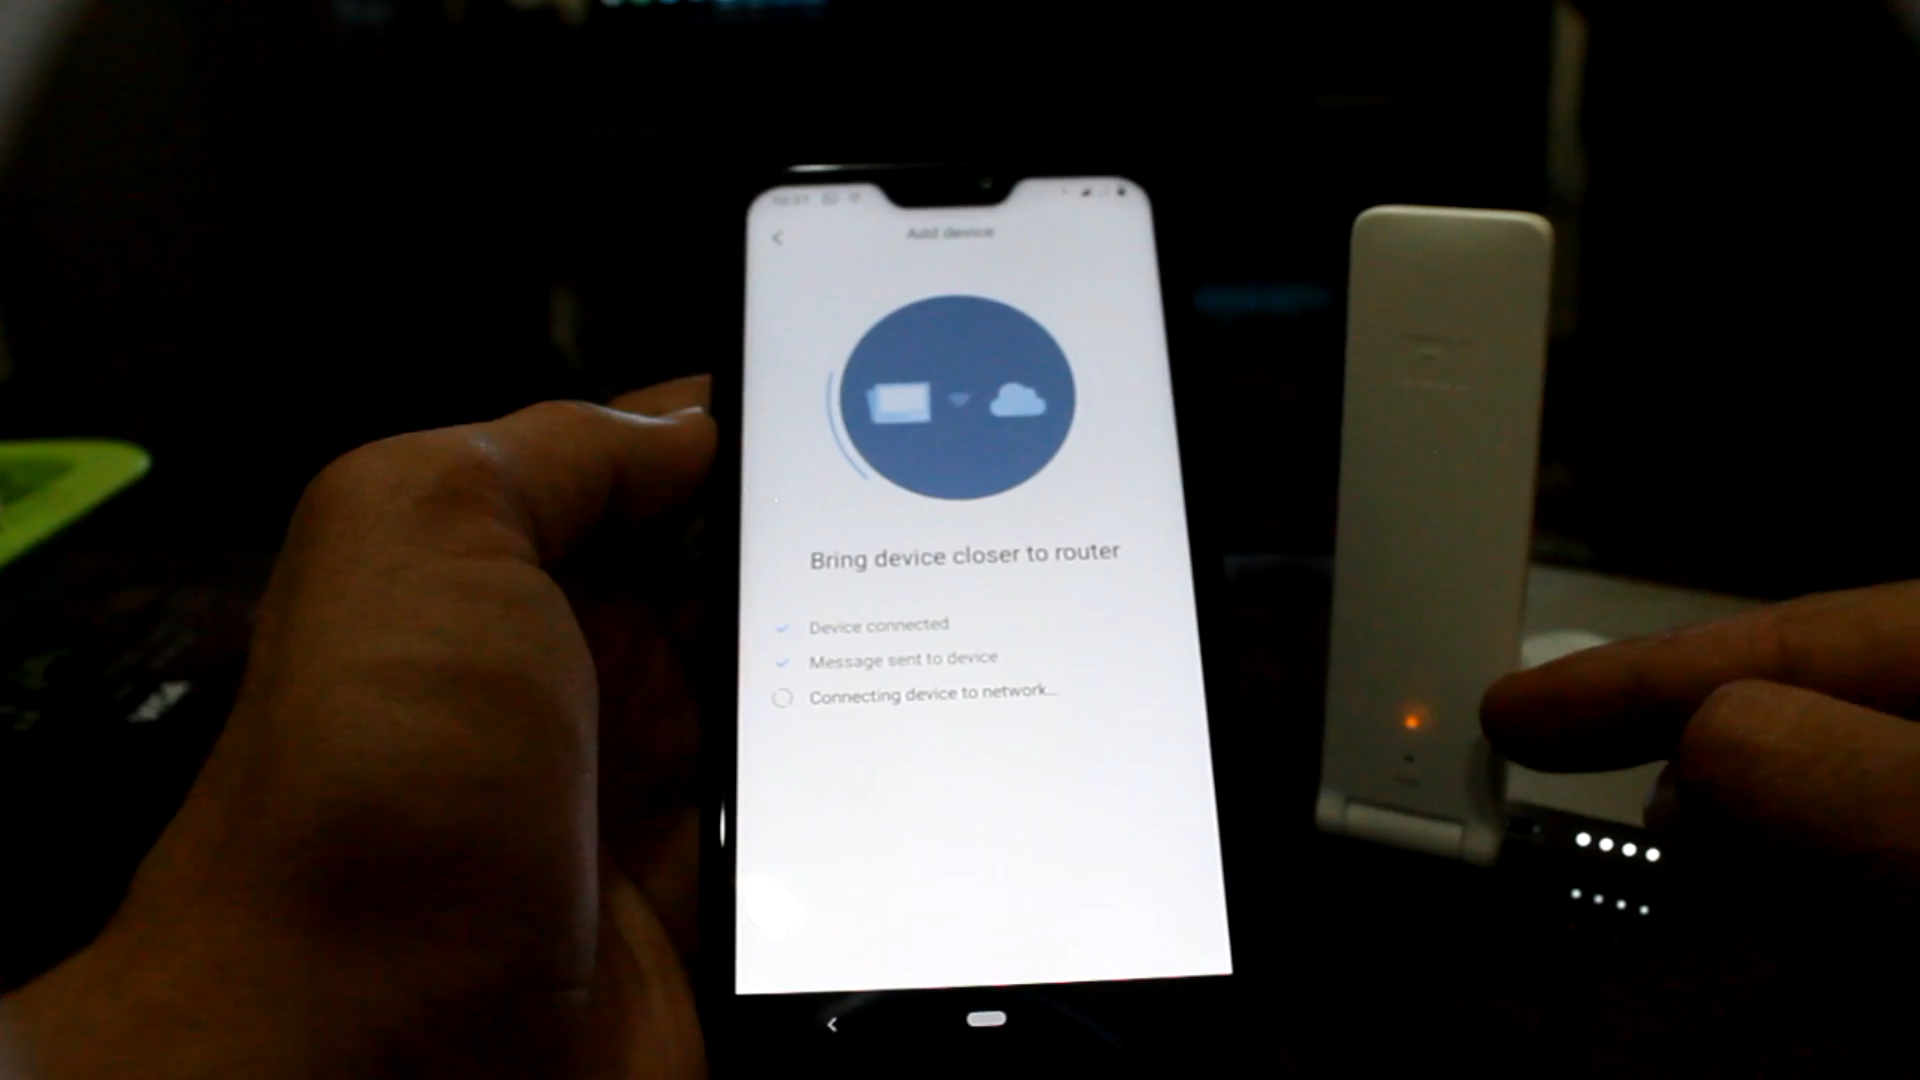 Add device
Bring device closer to router
Device connected
Message sent to device
Connecting device to network...